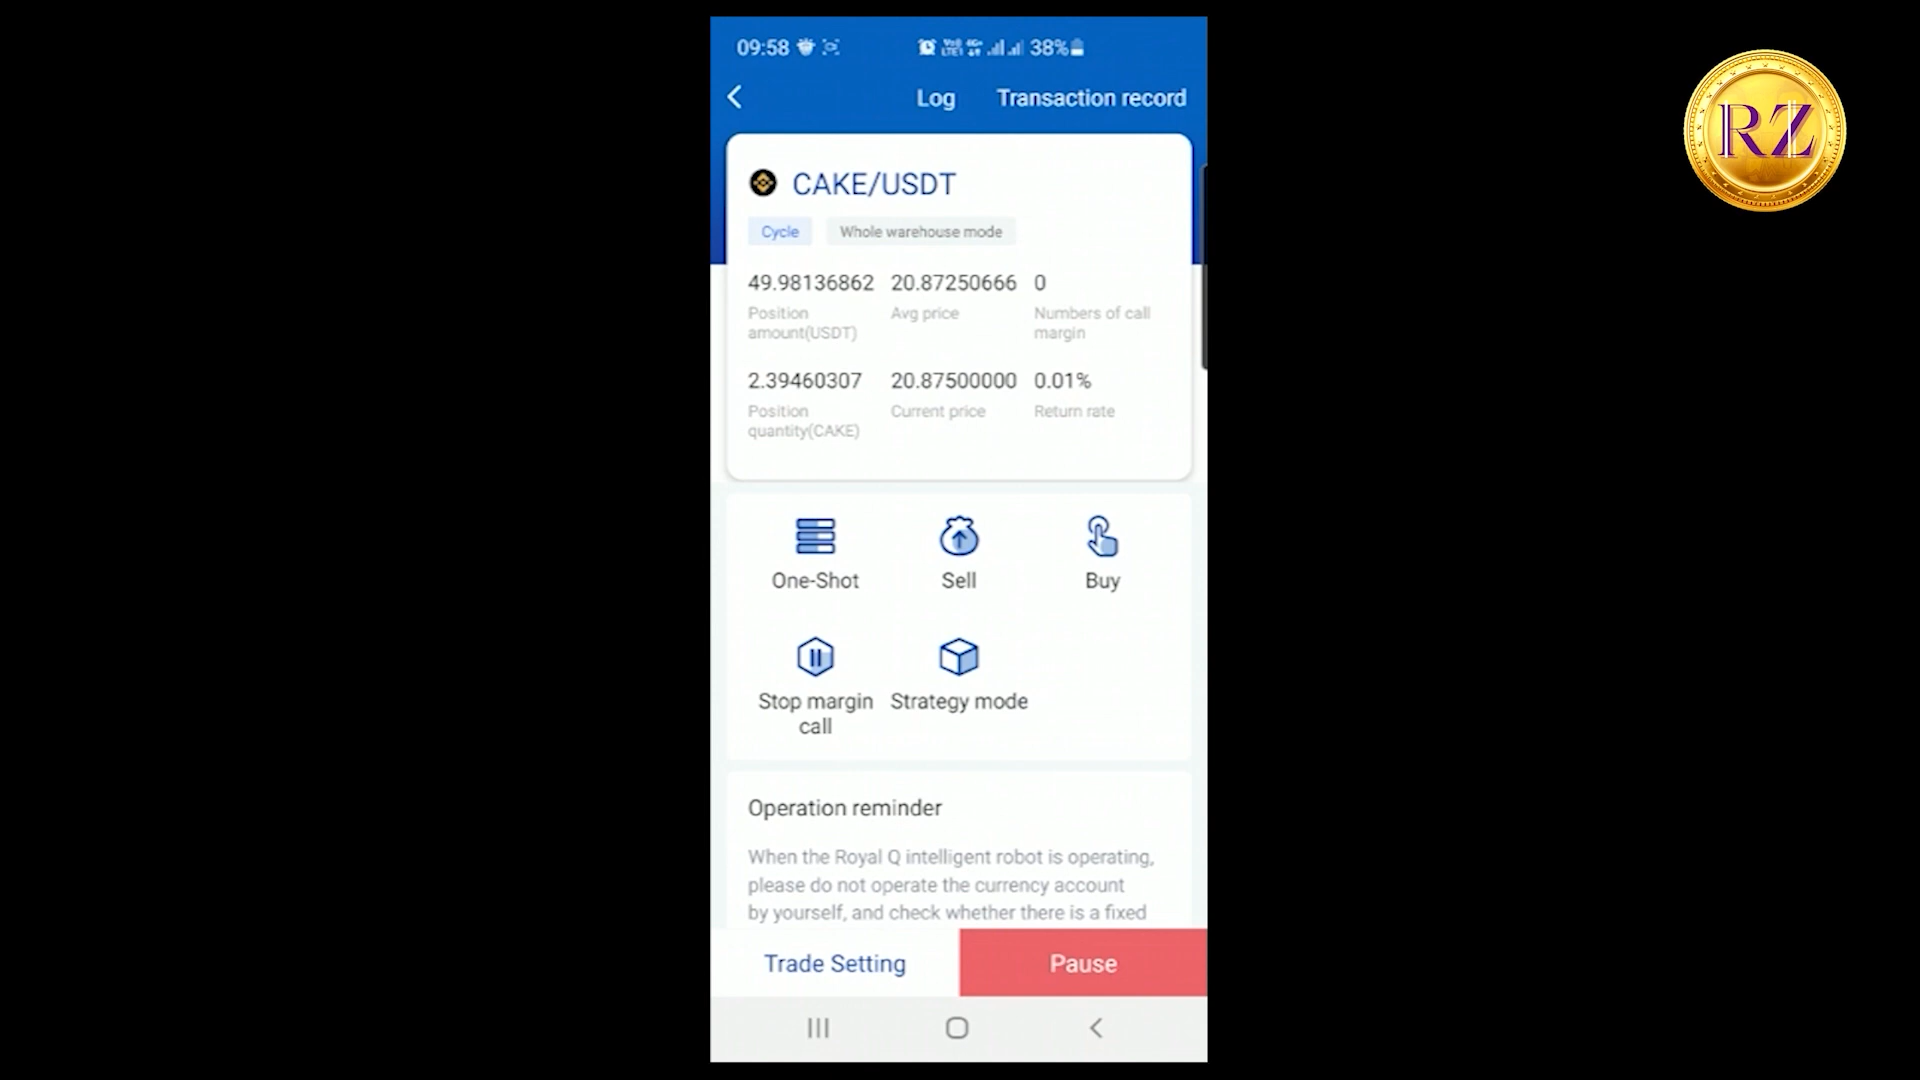 09:58 38%
Log Transaction record
RZ
CAKE/USDT
Cycle Whole warehouse mode
49.98136862 20.87250666 0
Position amount(USDT) Avg price Numbers of call margin
2.39460307 20.87500000 0.01%
Position quantity(CAKE) Current price Return rate
One-Shot Sell Buy
Stop margin call Strategy mode
Operation reminder
When the Royal Q intelligent robot is operating,
please do not operate the currency account
by yourself, and check whether there is a fixed
Trade Setting Pause